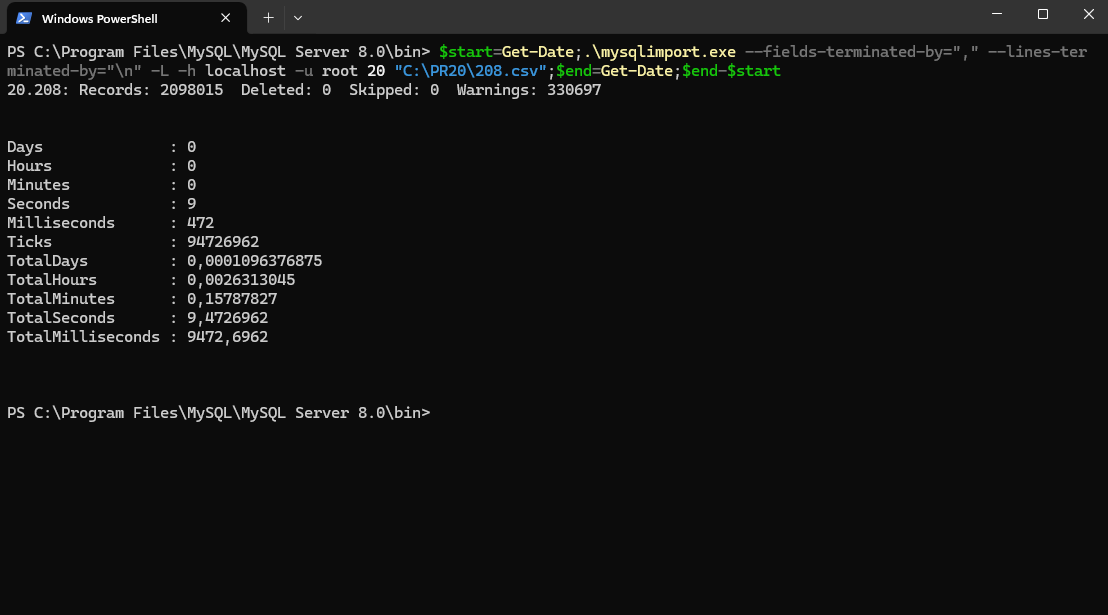 Windows PowerShell
PS C:\Program Files\MySQL\MySQL Server 8.0\bin> $start=Get-Date;.\mysqlimport.exe --fields-terminated-by="," --lines-ter
minated-by="\n" -L -h localhost -u root 20 "C:\PR20\208.csv";$end=Get-Date;$end-$start
20.208: Records: 2098015  Deleted: 0  Skipped: 0  Warnings: 330697
Days              : 0
Hours             : 0
Minutes           : 0
Seconds           : 9
Milliseconds      : 472
Ticks             : 94726962
TotalDays         : 0,0001096376875
TotalHours        : 0,0026313045
TotalMinutes      : 0,15787827
TotalSeconds      : 9,4726962
TotalMilliseconds : 9472,6962
PS C:\Program Files\MySQL\MySQL Server 8.0\bin>